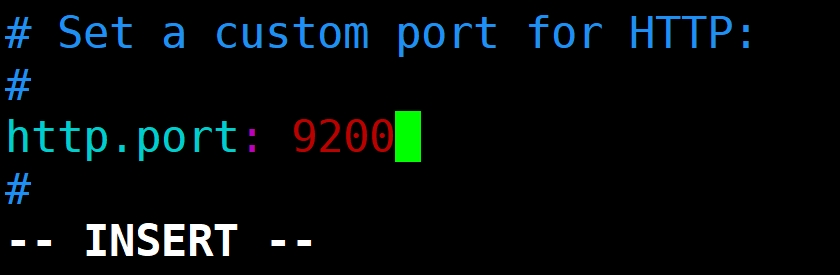 # Set a custom port for HTTP:
#
http.port: 9200
#
-- INSERT --